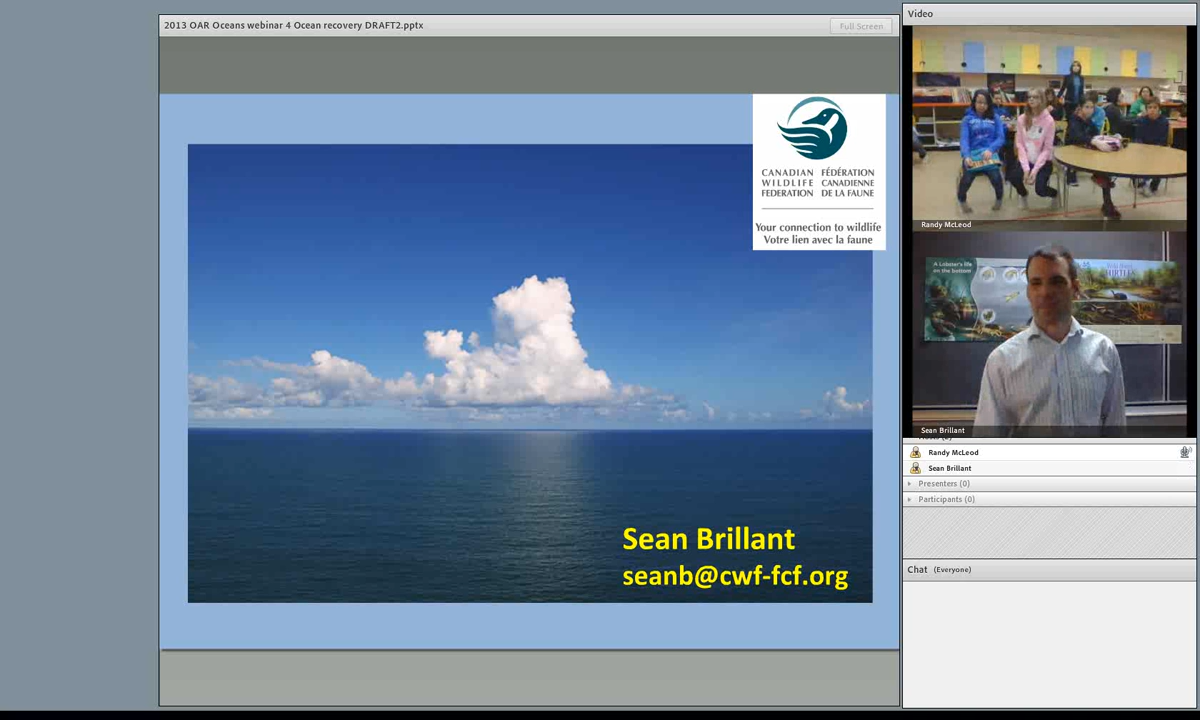 2013 OAR Oceans webinar 4 Ocean recovery DRAFT2.pptx
Full Screen
CANADIAN WILDLIFE FEDERATION
FÉDÉRATION CANADIENNE DE LA FAUNE
Your connection to wildlife
Votre lien avec la faune
Sean Brillant
seanb@cwf-fcf.org
Video
Randy McLeod
A Lobster's life
on the bottom
TURTLES
Sean Brillant
Randy McLeod
Sean Brillant
Presenters (0)
Participants (0)
Chat (Everyone)